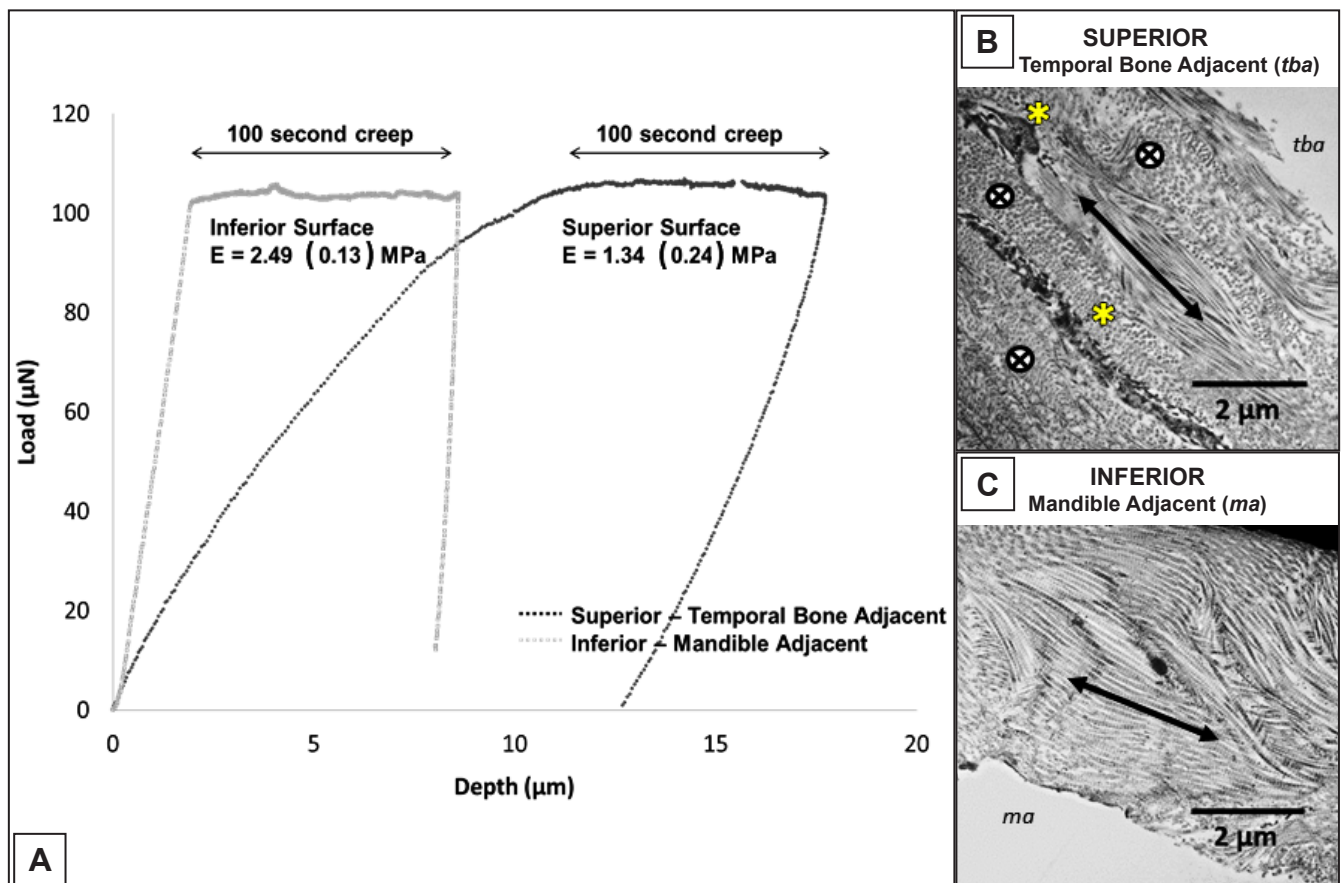 120
100
80
60
40
20
0
Load (µN)
0
5
10
15
20
Depth (µm)
100 second creep
100 second creep
Inferior Surface
E = 2.49 (0.13) MPa
Superior Surface
E = 1.34 (0.24) MPa
Superior – Temporal Bone Adjacent
Inferior – Mandible Adjacent
A
B
SUPERIOR
Temporal Bone Adjacent (tba)
tba
2 µm
C
INFERIOR
Mandible Adjacent (ma)
ma
2 µm